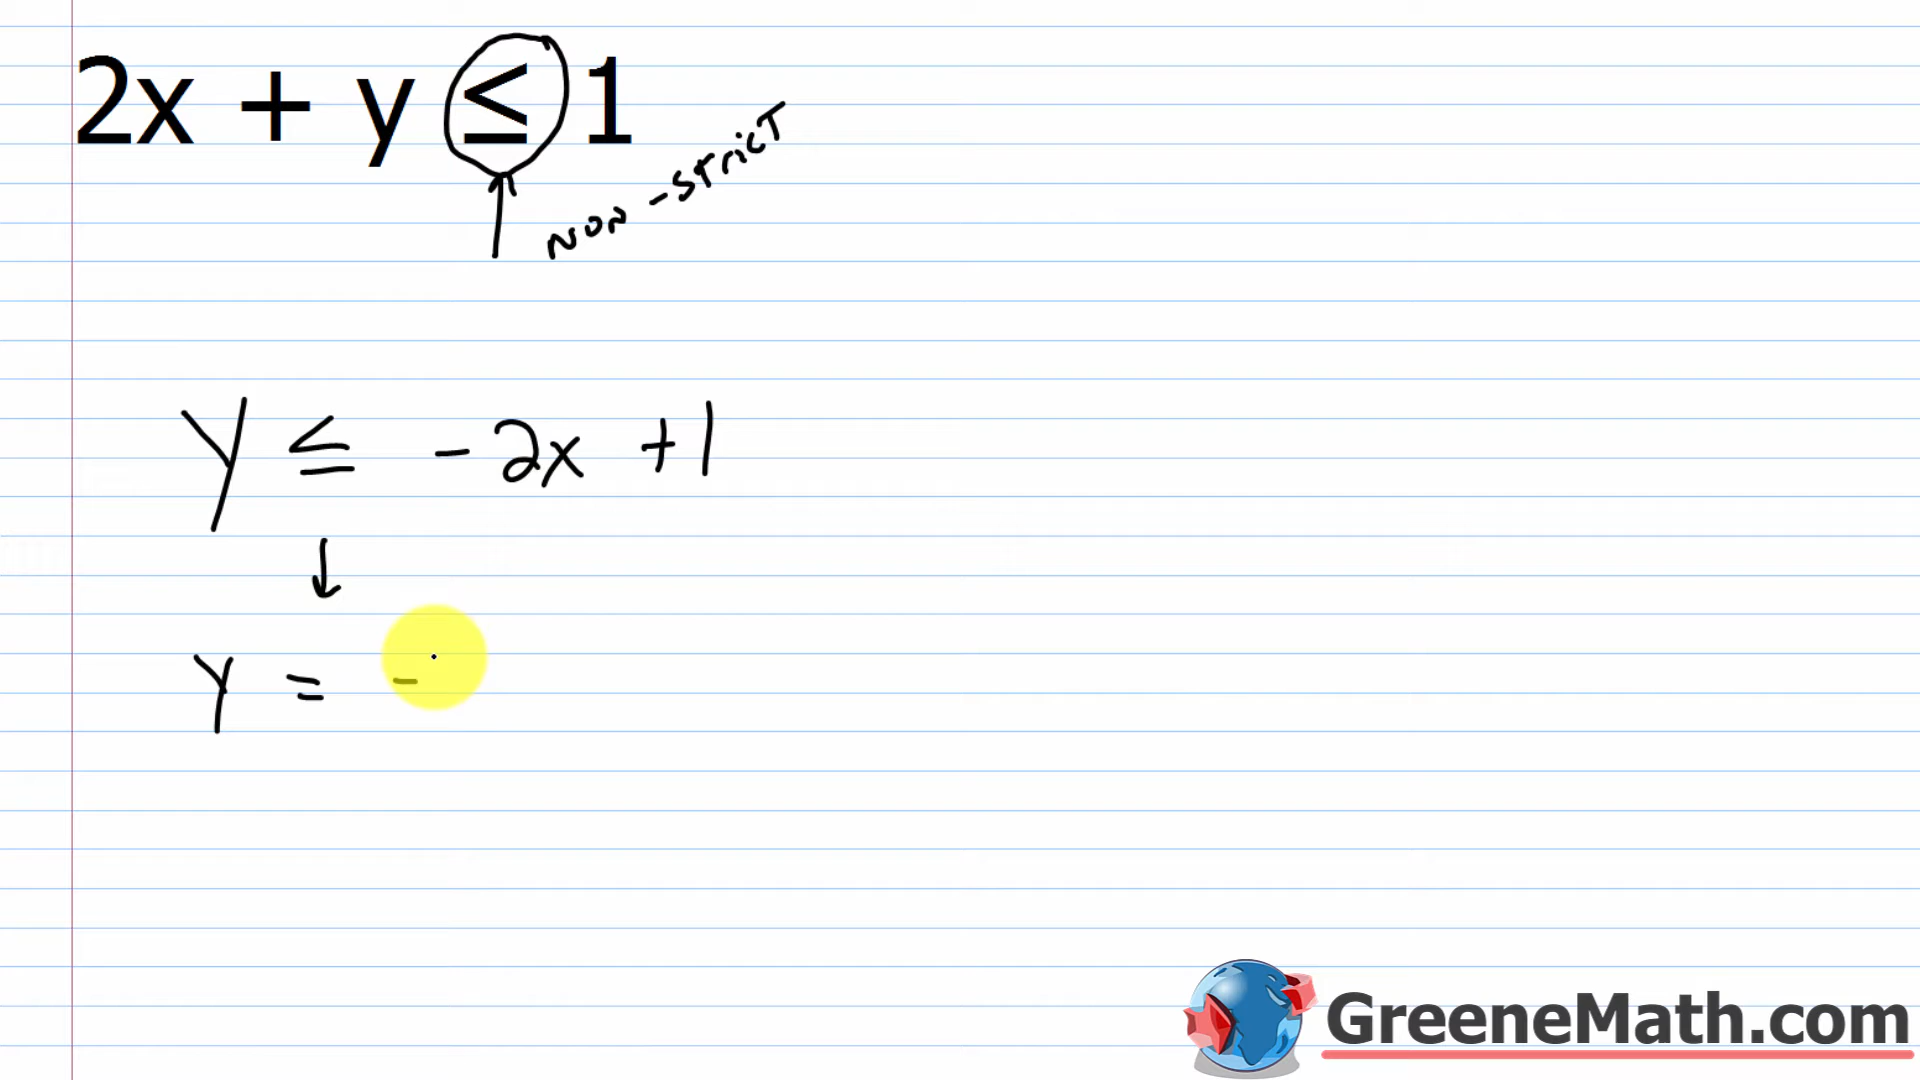 2x + y ≤ 1
non-strict
y ≤ -2x +1
y = -
GreeneMath.com